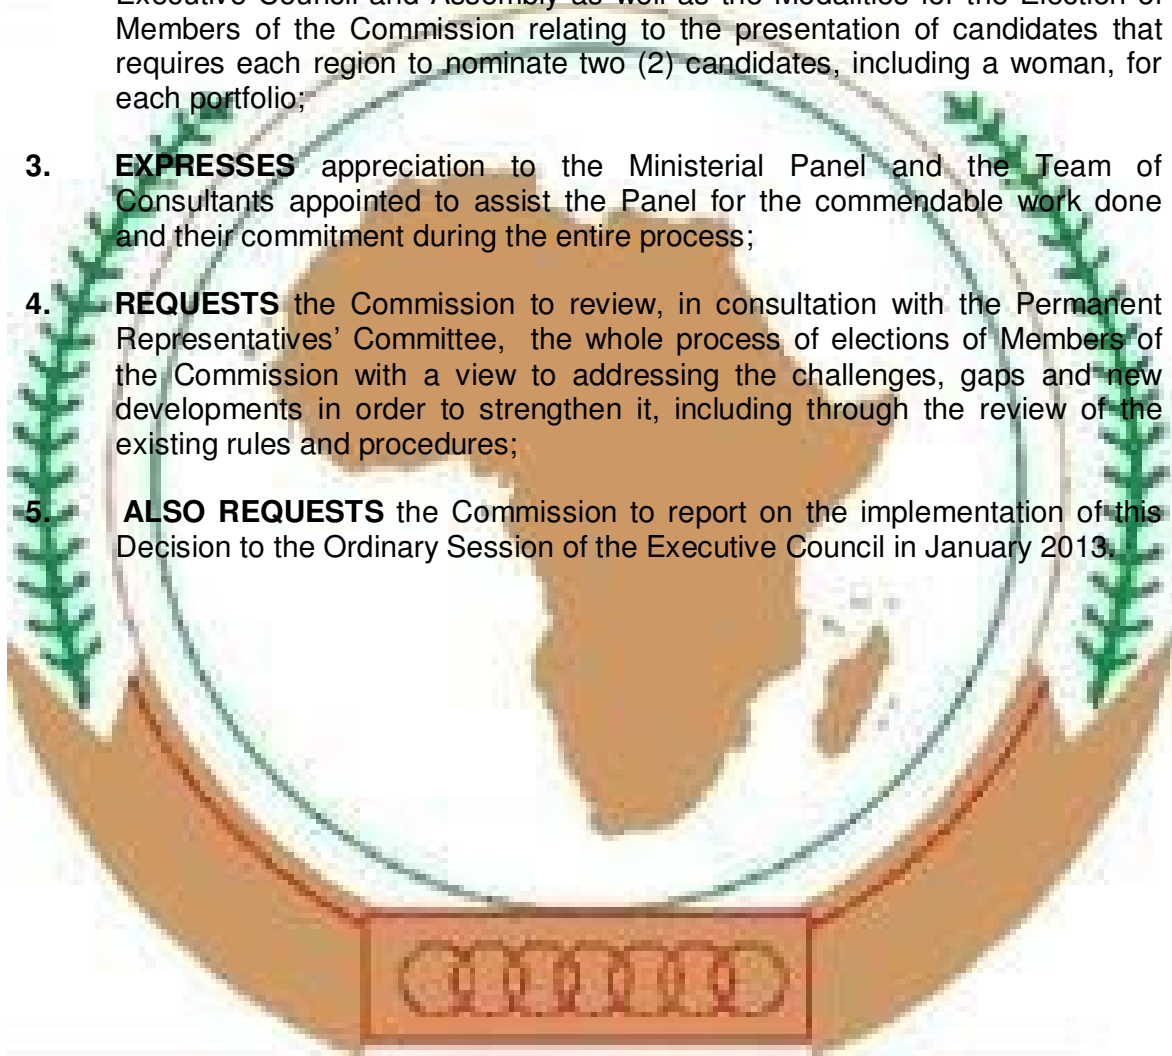 Executive Council and Assembly as well as the Modalities for the Election of
Members of the Commission relating to the presentation of candidates that
requires each region to nominate two (2) candidates, including a woman, for
each portfolio;
3. EXPRESSES appreciation to the Ministerial Panel and the Team of
Consultants appointed to assist the Panel for the commendable work done
and their commitment during the entire process;
4. REQUESTS the Commission to review, in consultation with the Permanent
Representatives' Committee, the whole process of elections of Members of
the Commission with a view to addressing the challenges, gaps and new
developments in order to strengthen it, including through the review of the
existing rules and procedures;
5. ALSO REQUESTS the Commission to report on the implementation of this
Decision to the Ordinary Session of the Executive Council in January 2013.